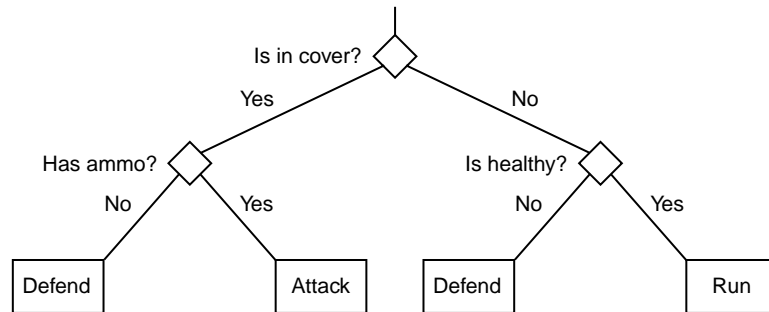 Is in cover?
Yes
No
Has ammo?
Is healthy?
No
Yes
No
Yes
Defend
Attack
Defend
Run